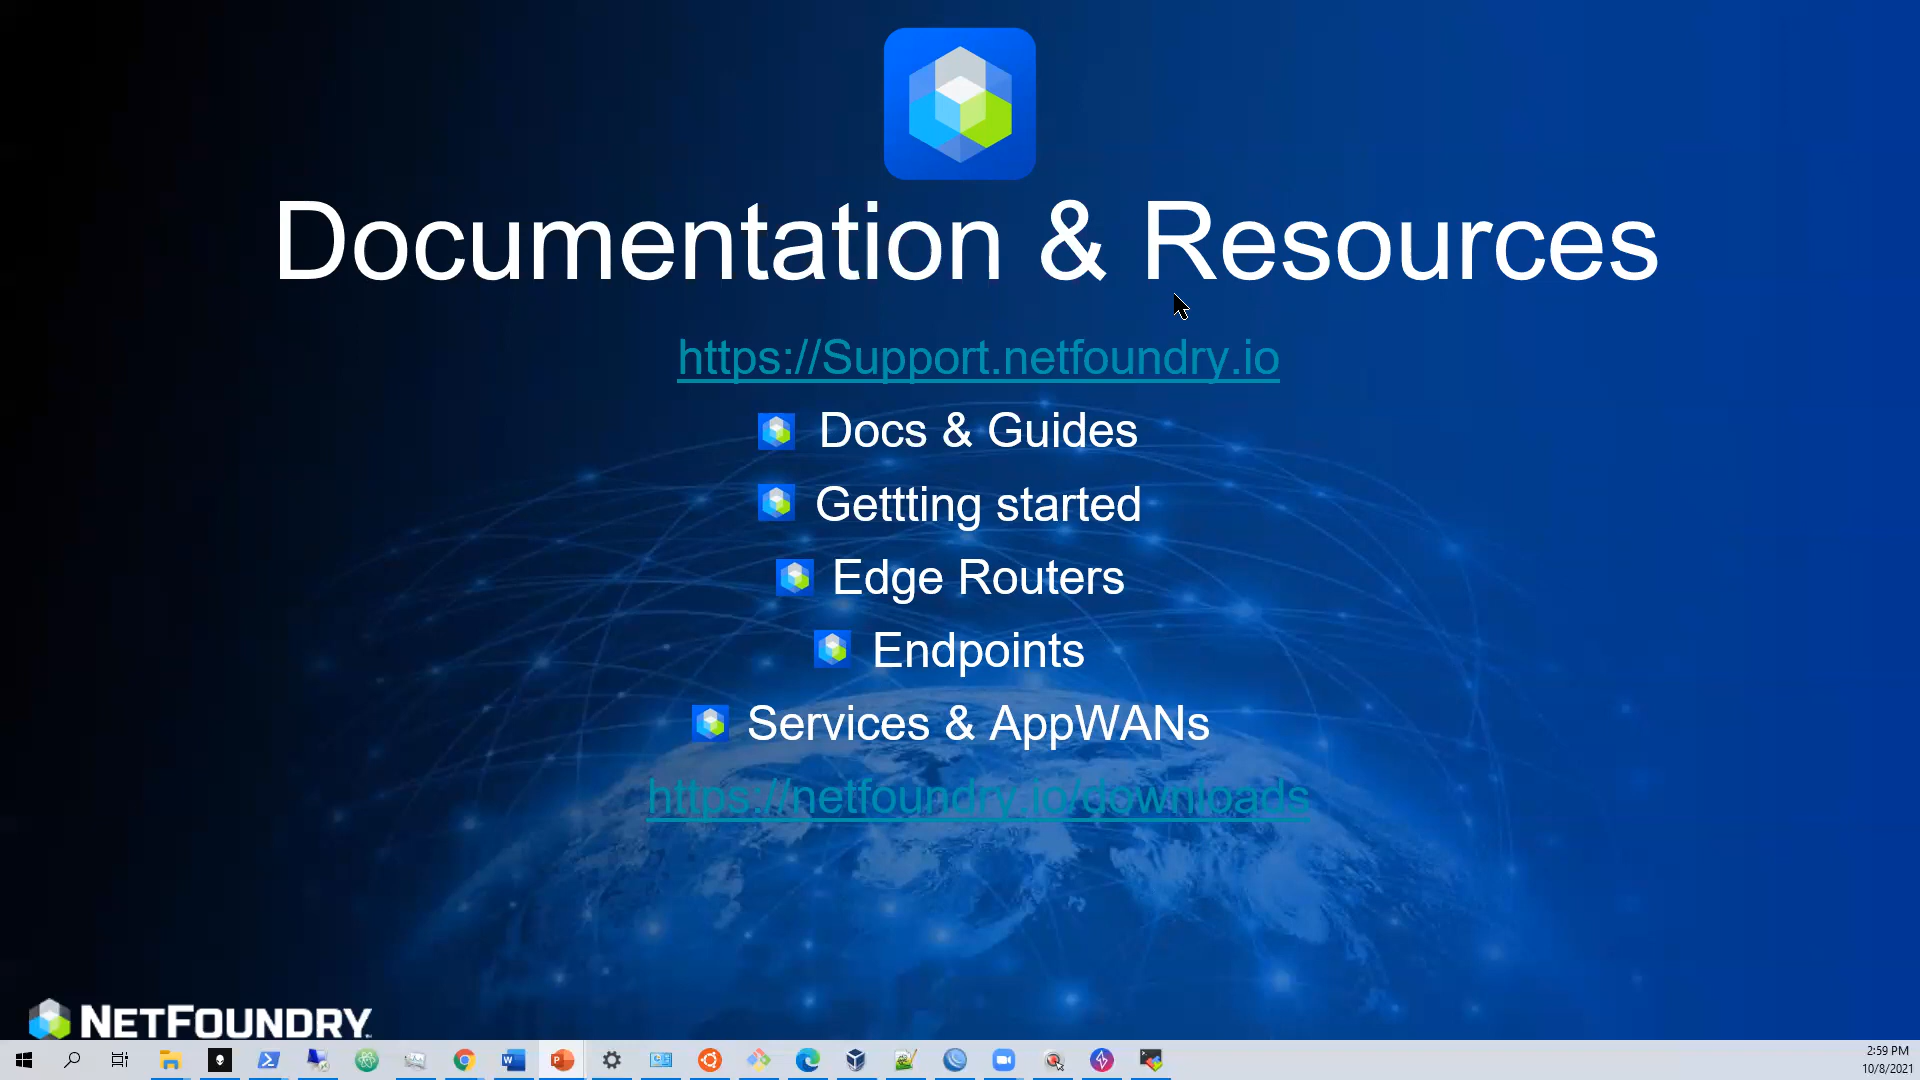 Documentation & Resources
https://Support.netfoundry.io
Docs & Guides
Gettting started
Edge Routers
Endpoints
Services & AppWANs
https://netfoundry.io/downloads
NETFOUNDRY
2:59 PM
10/8/2021